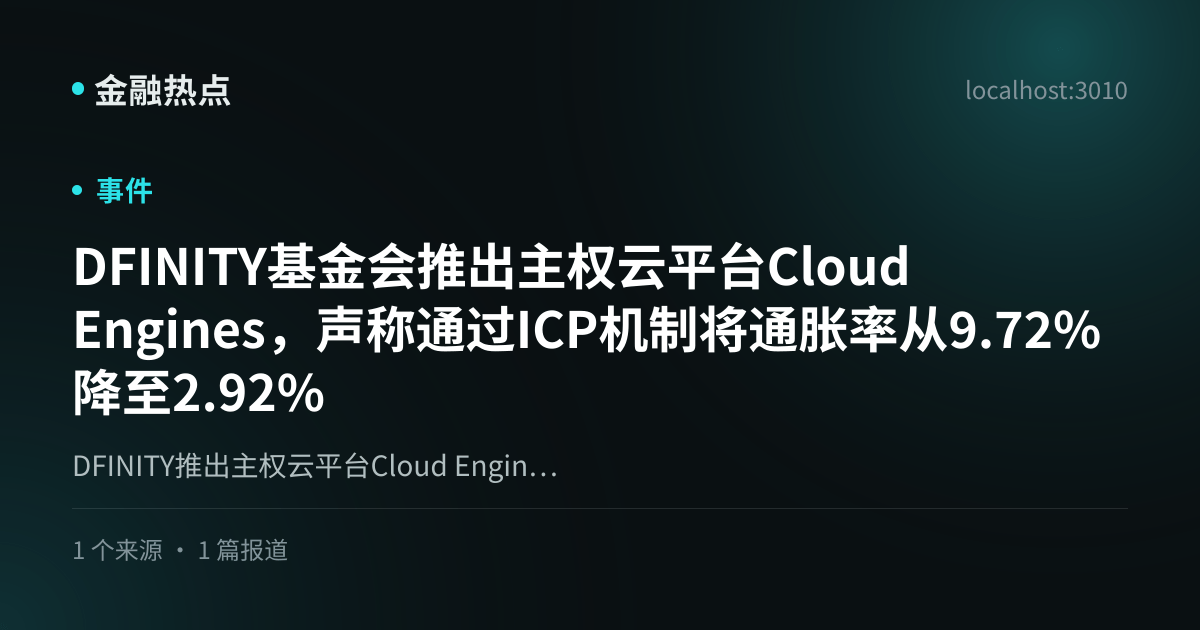 金融热点
localhost:3010
事件
DFINITY基金会推出主权云平台Cloud
Engines，声称通过ICP机制将通胀率从9.72%
降至2.92%
DFINITY推出主权云平台Cloud Engin…
1 个来源 · 1 篇报道